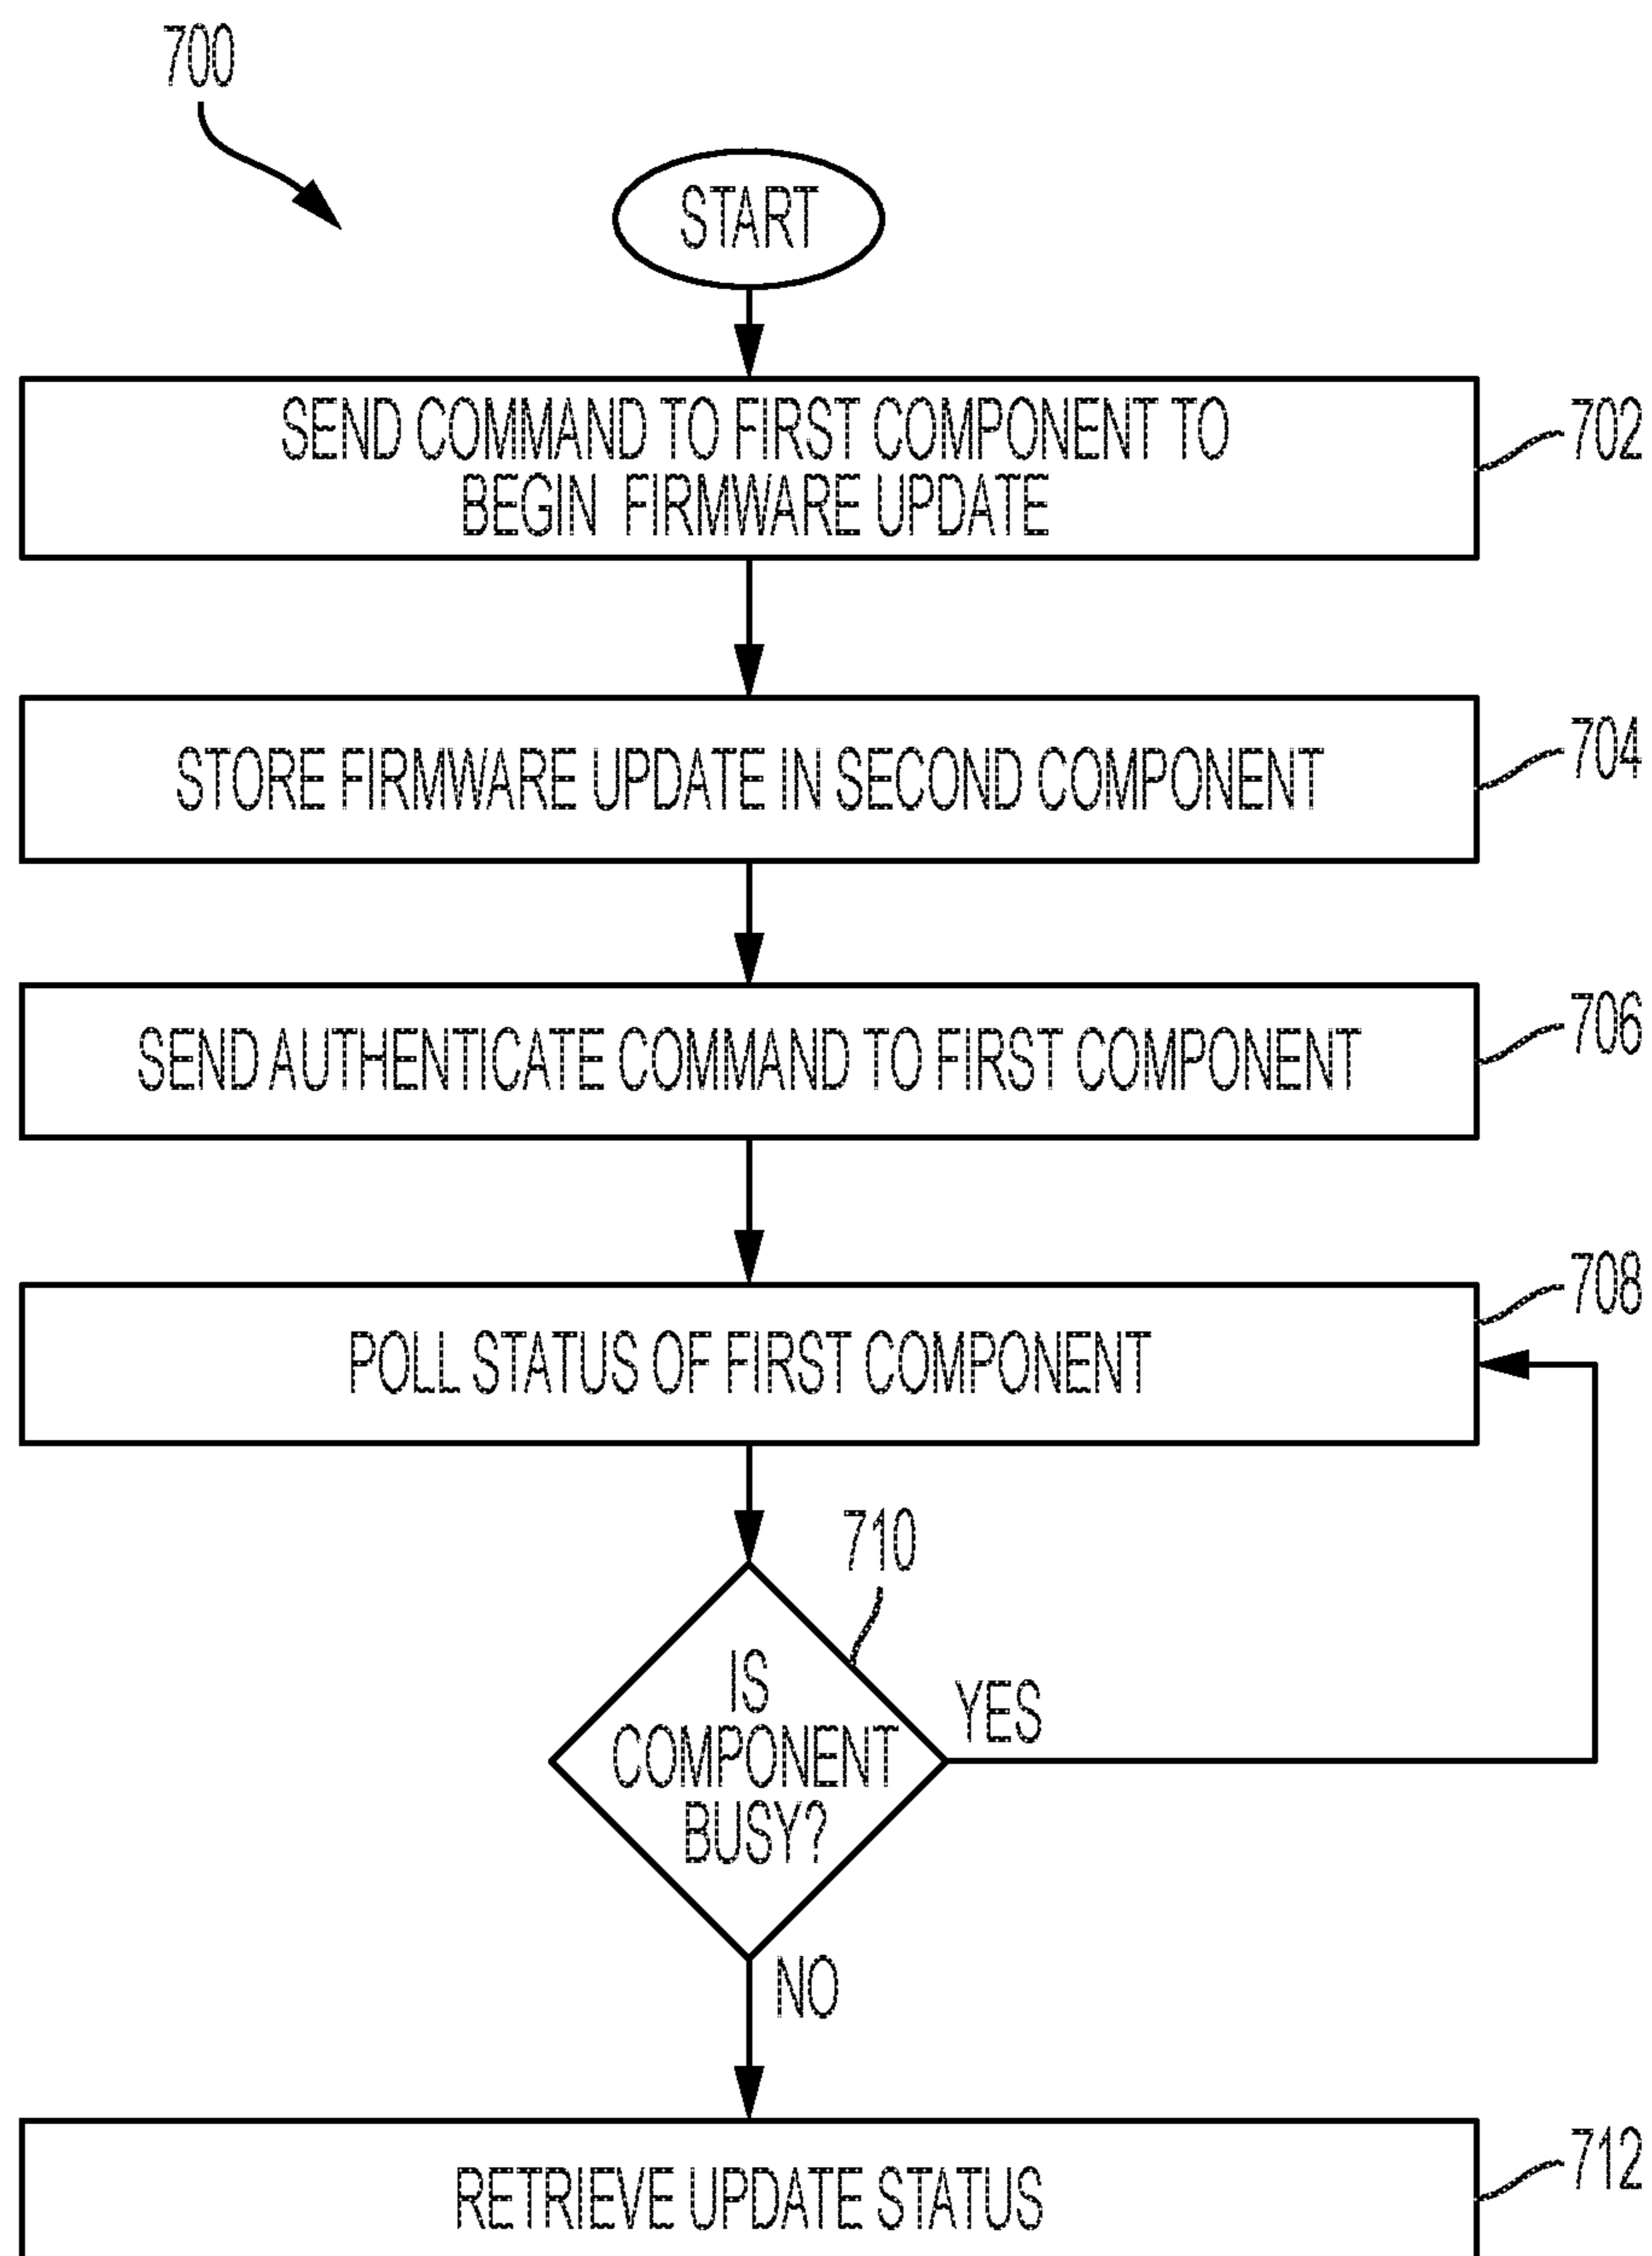 700
START
SEND COMMAND TO FIRST COMPONENT TO
BEGIN FIRMWARE UPDATE
702
STORE FIRMWARE UPDATE IN SECOND COMPONENT
704
SEND AUTHENTICATE COMMAND TO FIRST COMPONENT
706
POLL STATUS OF FIRST COMPONENT
708
710
IS
COMPONENT
BUSY?
YES
NO
RETRIEVE UPDATE STATUS
712